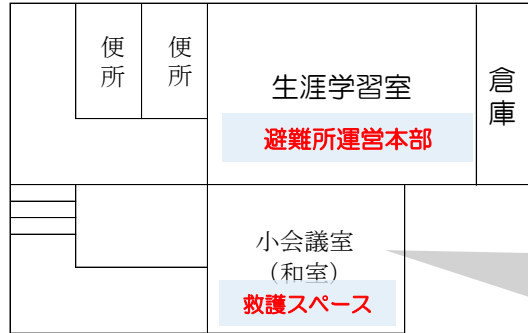 便所
便所
生涯学習室
避難所運営本部
倉庫
小会議室
（和室）
救護スペース